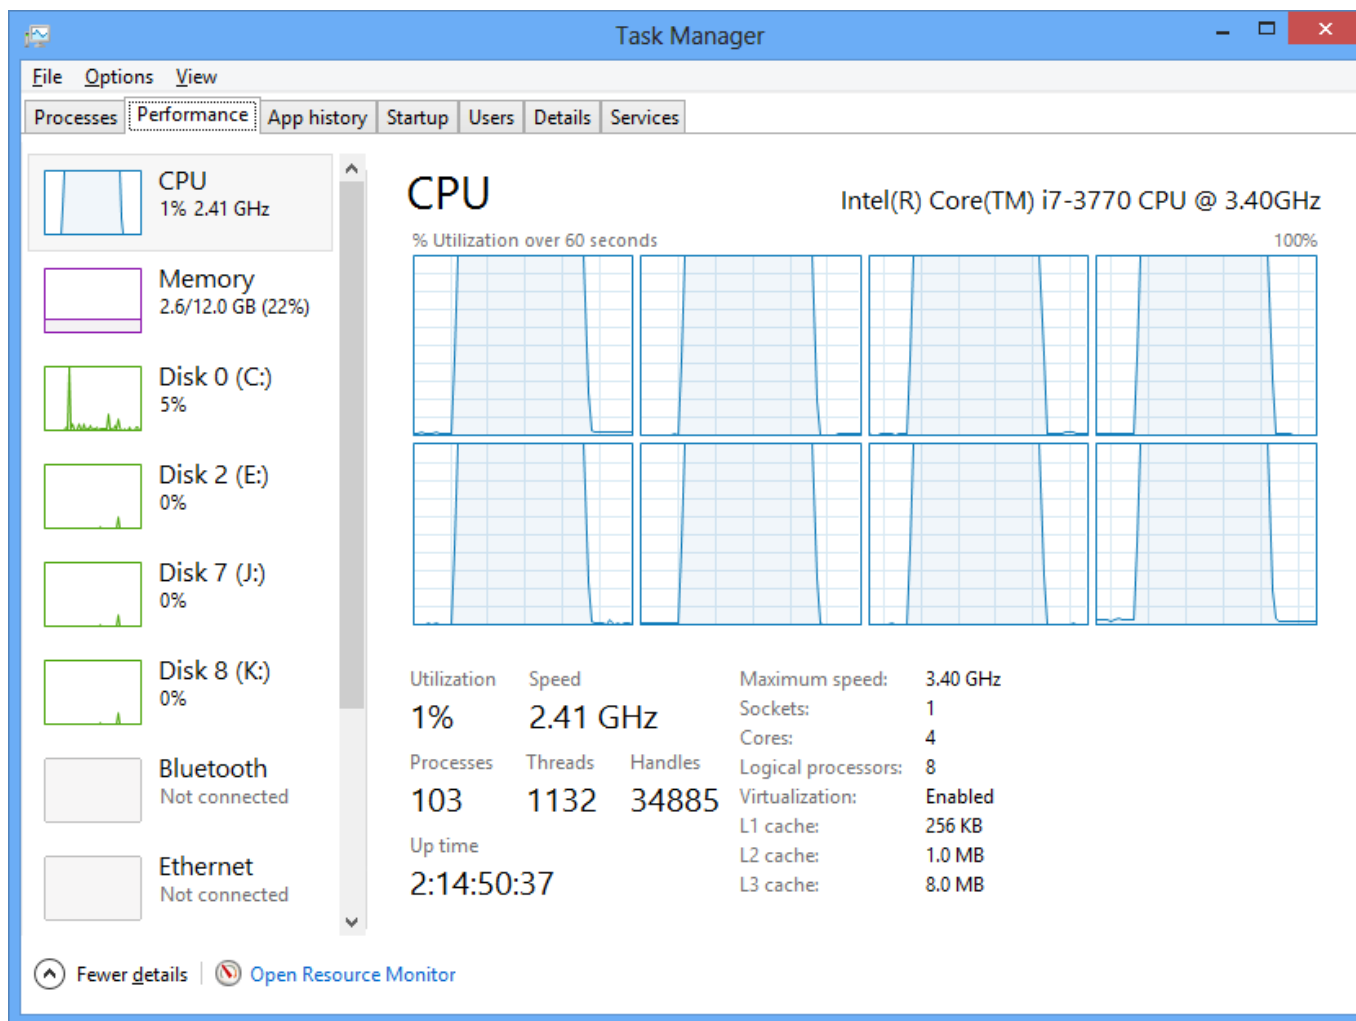 Task Manager
File Options View
Processes Performance App history Startup Users Details Services
CPU
1% 2.41 GHz
Memory
2.6/12.0 GB (22%)
Disk 0 (C:)
5%
Disk 2 (E:)
0%
Disk 7 (J:)
0%
Disk 8 (K:)
0%
Bluetooth
Not connected
Ethernet
Not connected
CPU Intel(R) Core(TM) i7-3770 CPU @ 3.40GHz
% Utilization over 60 seconds 100%
Utilization Speed
1% 2.41 GHz
Processes Threads Handles
103 1132 34885
Up time
2:14:50:37
Maximum speed: 3.40 GHz
Sockets: 1
Cores: 4
Logical processors: 8
Virtualization: Enabled
L1 cache: 256 KB
L2 cache: 1.0 MB
L3 cache: 8.0 MB
Fewer details Open Resource Monitor